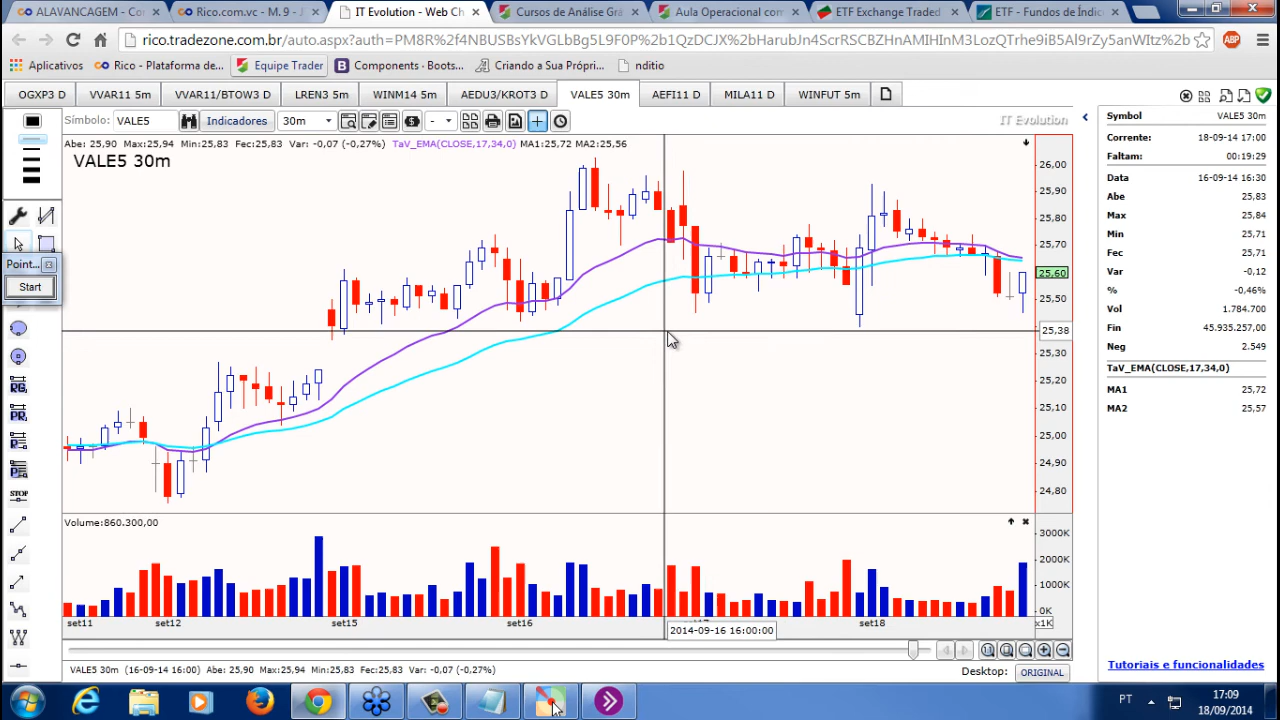 ALAVANCAGEM - Co
Rico.com.vc - M. 9 - J
IT Evolution - Web Ch
Cursos de Análise Grá
Aula Operacional com
ETF Exchange Traded
ETF - Fundos de Índic
rico.tradezone.com.br/auto.aspx?auth=PM8R%2f4NBUSBsYkVGLhBg5L9F0P%2b1QzDCJX%2bHarubJn4ScrRSCBZHnAMIHInM3LozQTrhe9iB5Al9rZy5anWItz%2b
Aplicativos
Rico - Plataforma de...
Equipe Trader
Components · Boots...
Criando a Sua Própri...
nditio
OGXP3 D
VVAR11 5m
VVAR11/BTOW3 D
LREN3 5m
WINM14 5m
AEDU3/KROT3 D
VALE5 30m
AEFI11 D
MILA11 D
WINFUT 5m
Símbolo:
VALE5
Indicadores
30m
IT Evolution
Abe: 25,90 Max:25,94 Min:25,83 Fec:25,83 Var: -0,07 (-0.27%) TaV_EMA(CLOSE,17,34,0) MA1:25,72 MA2:25,56
VALE5 30m
Point...
Start
RG
PR
STOP
26,00
25,90
25,80
25,70
25,60
25,50
25,38
25,30
25,20
25,10
25,00
24,90
24,80
Volume:860.300,00
3000K
2000K
1000K
0K
x1K
set11
set12
set15
set16
set18
2014-09-16 16:00:00
VALE5 30m (16-09-14 16:00) Abe: 25,90 Max:25,94 Min:25,83 Fec:25,83 Var: -0,07 (-0.27%)
Desktop:
ORIGINAL
Symbol VALE5 30m
Corrente: 18-09-14 17:00
Faltam: 00:19:29
Data 16-09-14 16:30
Abe 25,83
Max 25,84
Min 25,71
Fec 25,71
Var -0,12
% -0,46%
Vol 1.784.700
Fin 45.935.257,00
Neg 2.549
TaV_EMA(CLOSE,17,34,0)
MA1 25,72
MA2 25,57
Tutoriais e funcionalidades
PT
17:09
18/09/2014